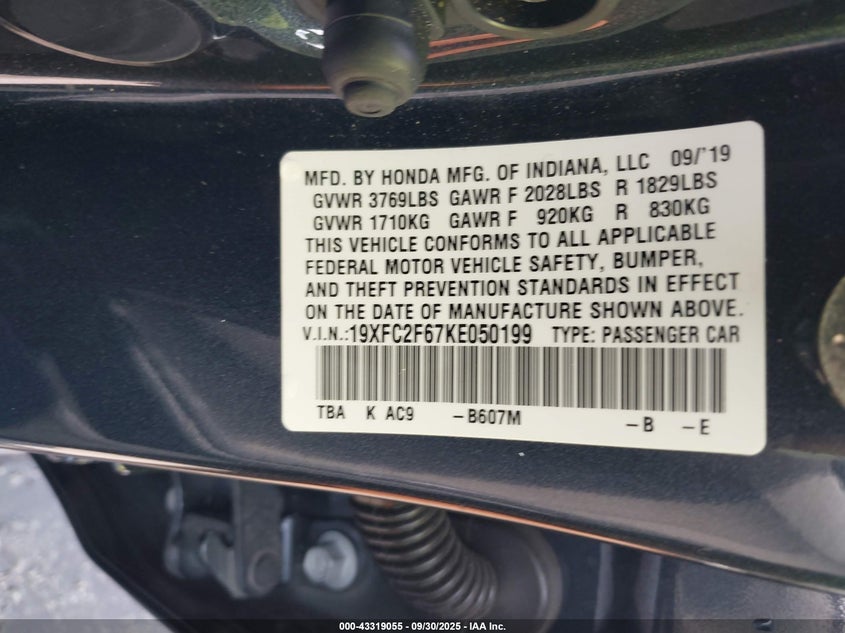 MFD. BY HONDA MFG. OF INDIANA, LLC 09/'19
GVWR 3769LBS GAWR F 2028LBS R 1829LBS
GVWR 1710KG GAWR F 920KG R 830KG
THIS VEHICLE CONFORMS TO ALL APPLICABLE
FEDERAL MOTOR VEHICLE SAFETY, BUMPER,
AND THEFT PREVENTION STANDARDS IN EFFECT
ON THE DATE OF MANUFACTURE SHOWN ABOVE.
V.I.N.:19XFC2F67KE050199 TYPE: PASSENGER CAR
TBA K AC9 -B607M -B -E
000-43319055 - 09/30/2025 - IAA Inc.